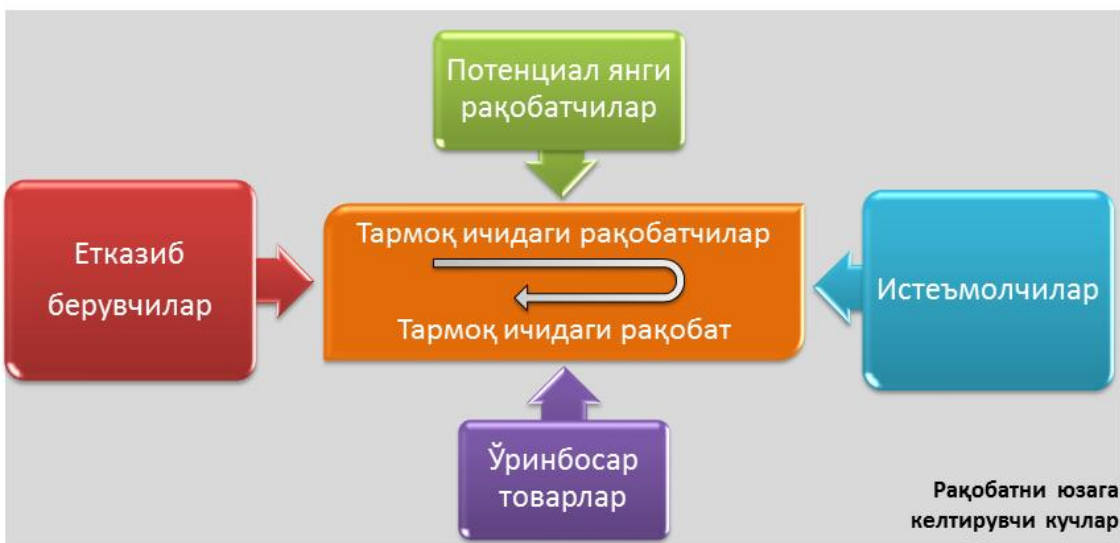 Потенциал янги
рақобатчилар
Етказиб
берувчилар
Тармоқ ичидаги рақобатчилар
Тармоқ ичидаги рақобат
Истеъмолчилар
Ўринбосар
товарлар
Рақобатни юзага
келтирувчи кучлар